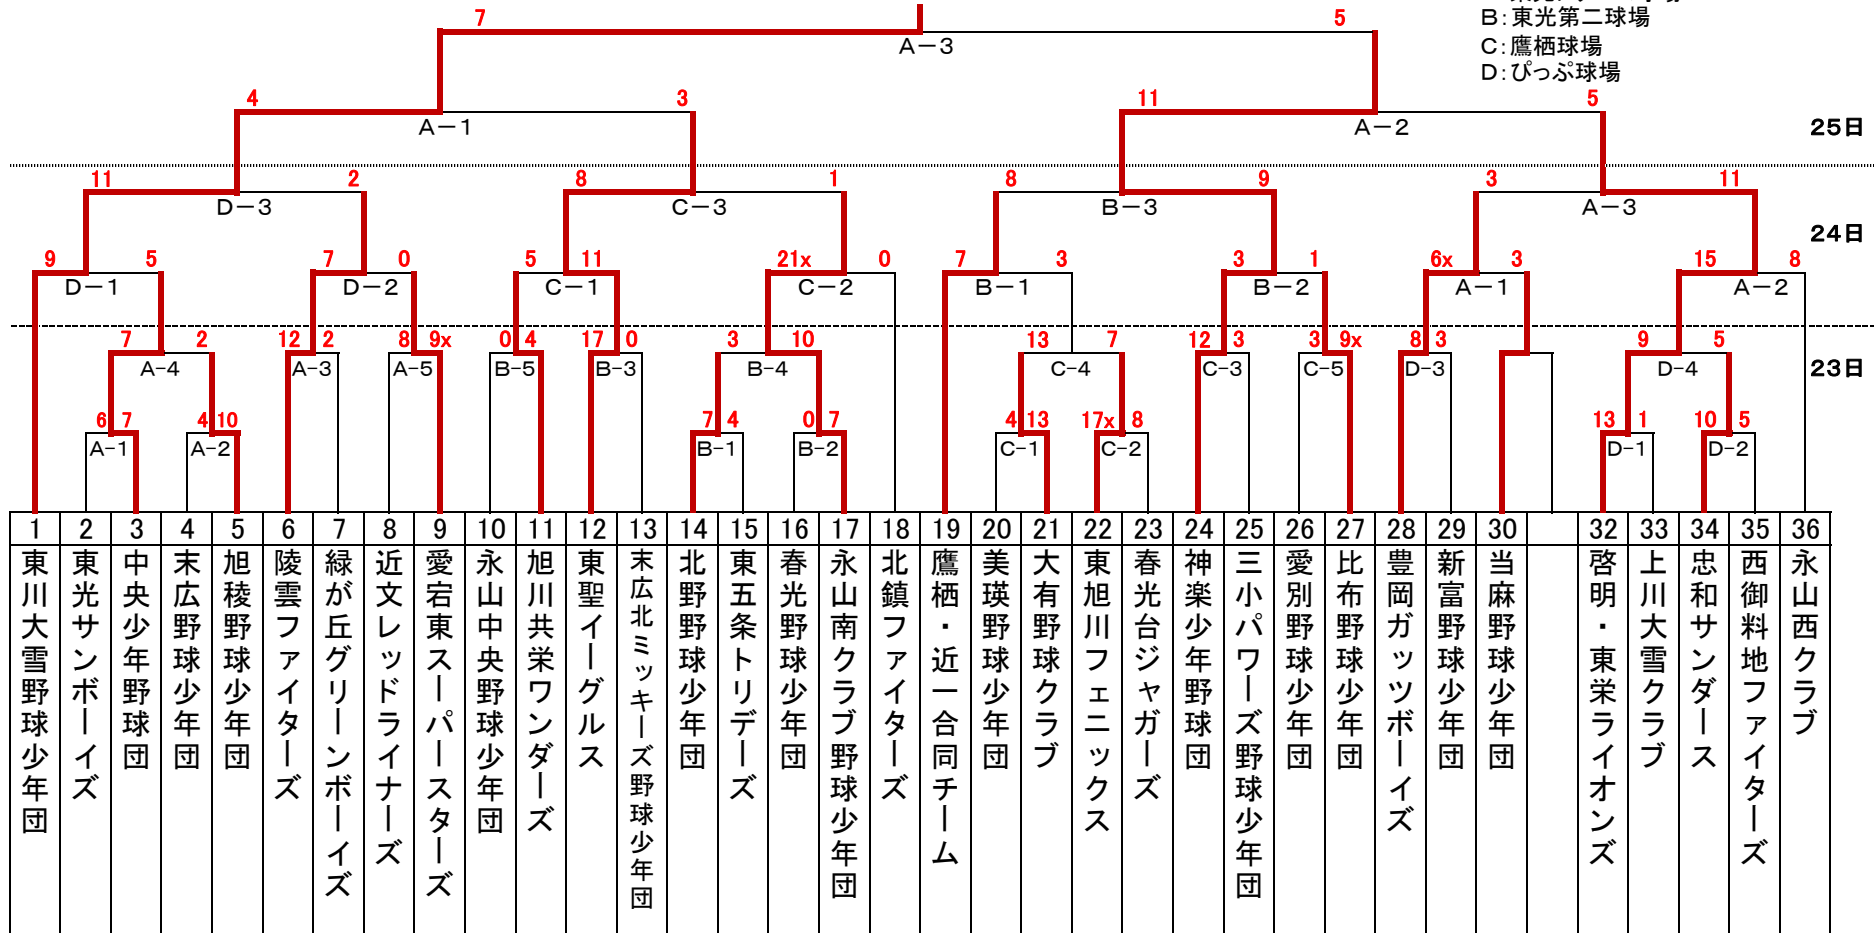 7 5
A－3
B：東光第二球場
C：鷹栖球場
D：ぴっぷ球場
4 3 11 5
A－1 A－2
25日
11 2 8 1 8 9 3 11
D－3 C－3 B－3 A－3
24日
9 5 7 0 5 11 21x 0 7 3 3 1 6x 3 15 8
D－1 D－2 C－1 C－2 B－1 B－2 A－1 A－2
7 2 12 2 8 9x 0 4 17 0 3 10 13 7 12 3 3 9x 8 3 9 5
A-4 A-3 A-5 B-5 B-3 B-4 C-4 C-3 C-5 D-3 D-4
23日
6 7 4 10 7 4 0 7 4 13 17x 8 13 1 10 5
A-1 A-2 B-1 B-2 C-1 C-2 D-1 D-2
1 2 3 4 5 6 7 8 9 10 11 12 13 14 15 16 17 18 19 20 21 22 23 24 25 26 27 28 29 30 32 33 34 35 36
東川大雪野球少年団
東光サンボーイズ
中央少年野球団
末広野球少年団
旭稜野球少年団
陵雲ファイターズ
緑が丘グリーンボーイズ
近文レッドライナーズ
愛宕東スーパースターズ
永山中央野球少年団
旭川共栄ワンダーズ
東聖イーグルス
末広北ミッキーズ野球少年団
北野野球少年団
東五条トリデーズ
春光野球少年団
永山南クラブ野球少年団
北鎮ファイターズ
鷹栖・近一合同チーム
美瑛野球少年団
大有野球クラブ
東旭川フェニックス
春光台ジャガーズ
神楽少年野球団
三小パワーズ野球少年団
愛別野球少年団
比布野球少年団
豊岡ガッツボーイズ
新富野球少年団
当麻野球少年団
啓明・東栄ライオンズ
上川大雪クラブ
忠和サンダース
西御料地ファイターズ
永山西クラブ